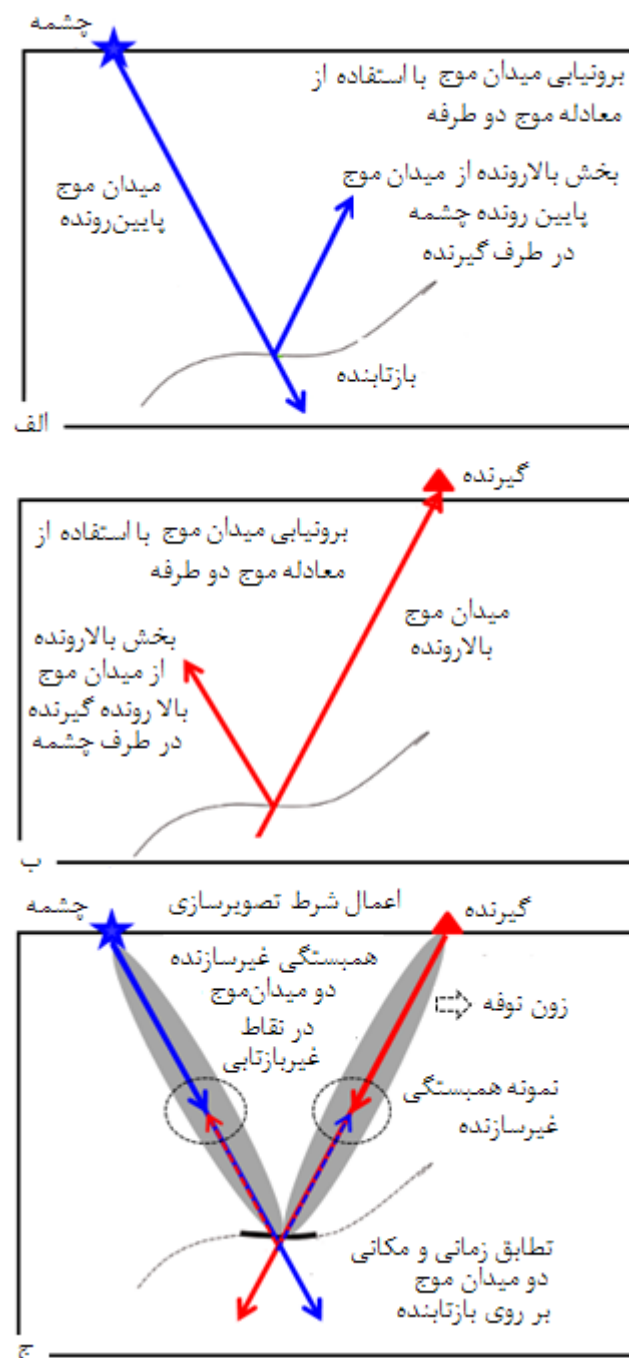 چشمه
برونیابی میدان موج با استفاده از
معادله موج دو طرفه
میدان موج
پایین‌رونده
بخش بالارونده از میدان موج
پایین رونده چشمه
در طرف گیرنده
بازتابنده
الف
گیرنده
برونیابی میدان موج با استفاده از
معادله موج دو طرفه
میدان موج
بالارونده
بخش بالارونده
از میدان موج
بالا رونده گیرنده
در طرف چشمه
ب
چشمه
اعمال شرط تصویرسازی
گیرنده
همبستگی غیرسازنده
دو میدان‌موج
در نقاط
غیربازتابی
زون نوفه
نمونه همبستگی
غیرسازنده
تطابق زمانی و مکانی
دو میدان موج
بر روی بازتابنده
ج